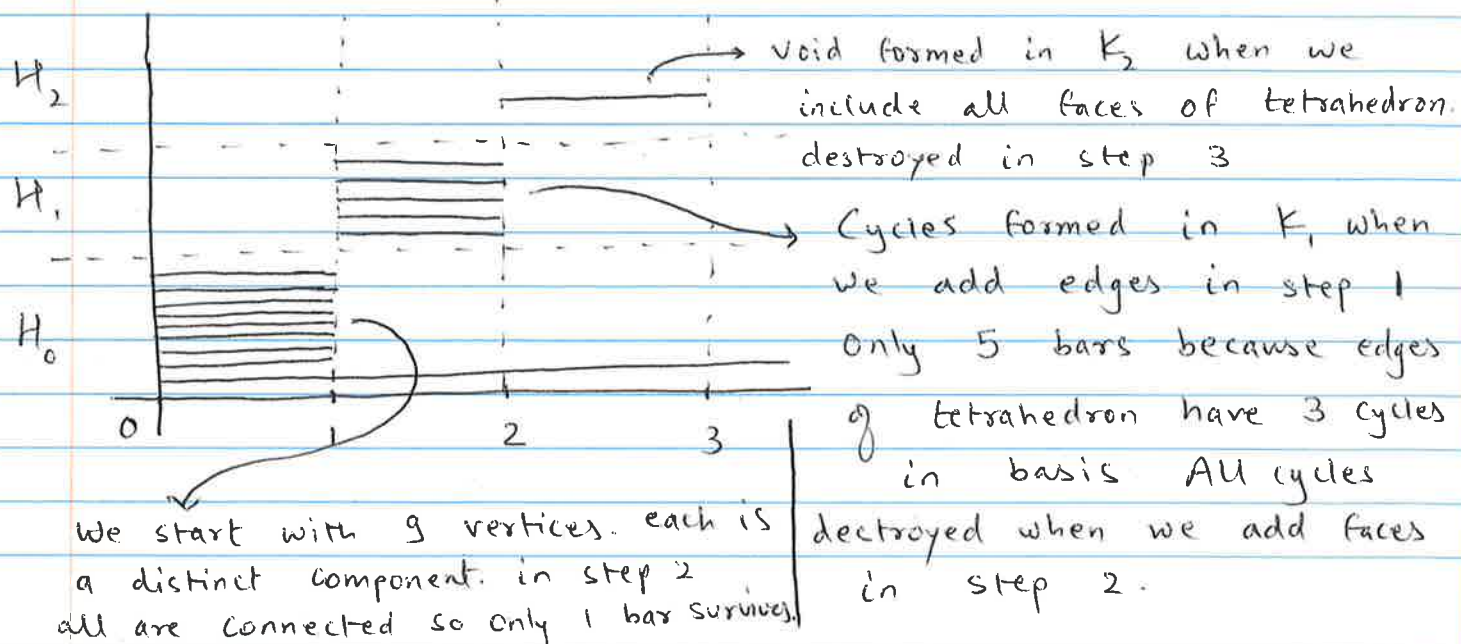 H₂
void formed in K₂ when we
include all faces of tetrahedron.
destroyed in step 3
H₁
Cycles formed in K₁ when
we add edges in step 1
Only 5 bars because edges
of tetrahedron have 3 cycles
in basis All cycles
dectroyed when we add faces
in step 2.
H₀
0 1 2 3
We start with 9 vertices. each is
a distinct component. in step 2
all are connected so only 1 bar survives.